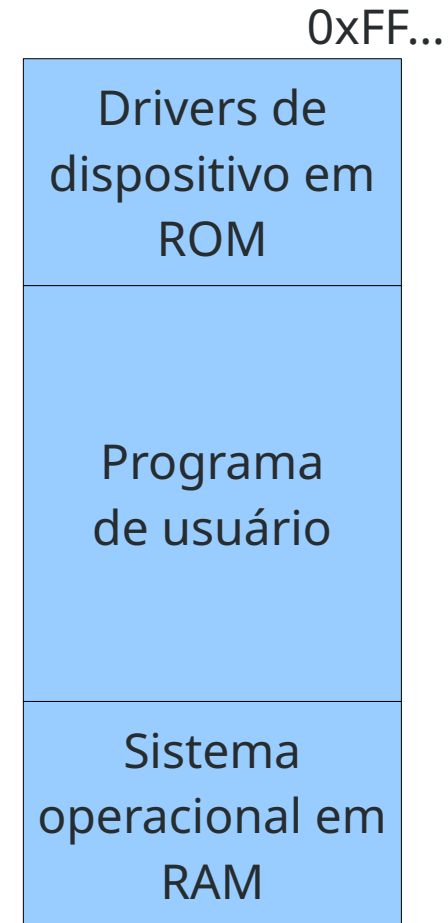 0xFF...
Drivers de
dispositivo em
ROM
Programa
de usuário
Sistema
operacional em
RAM